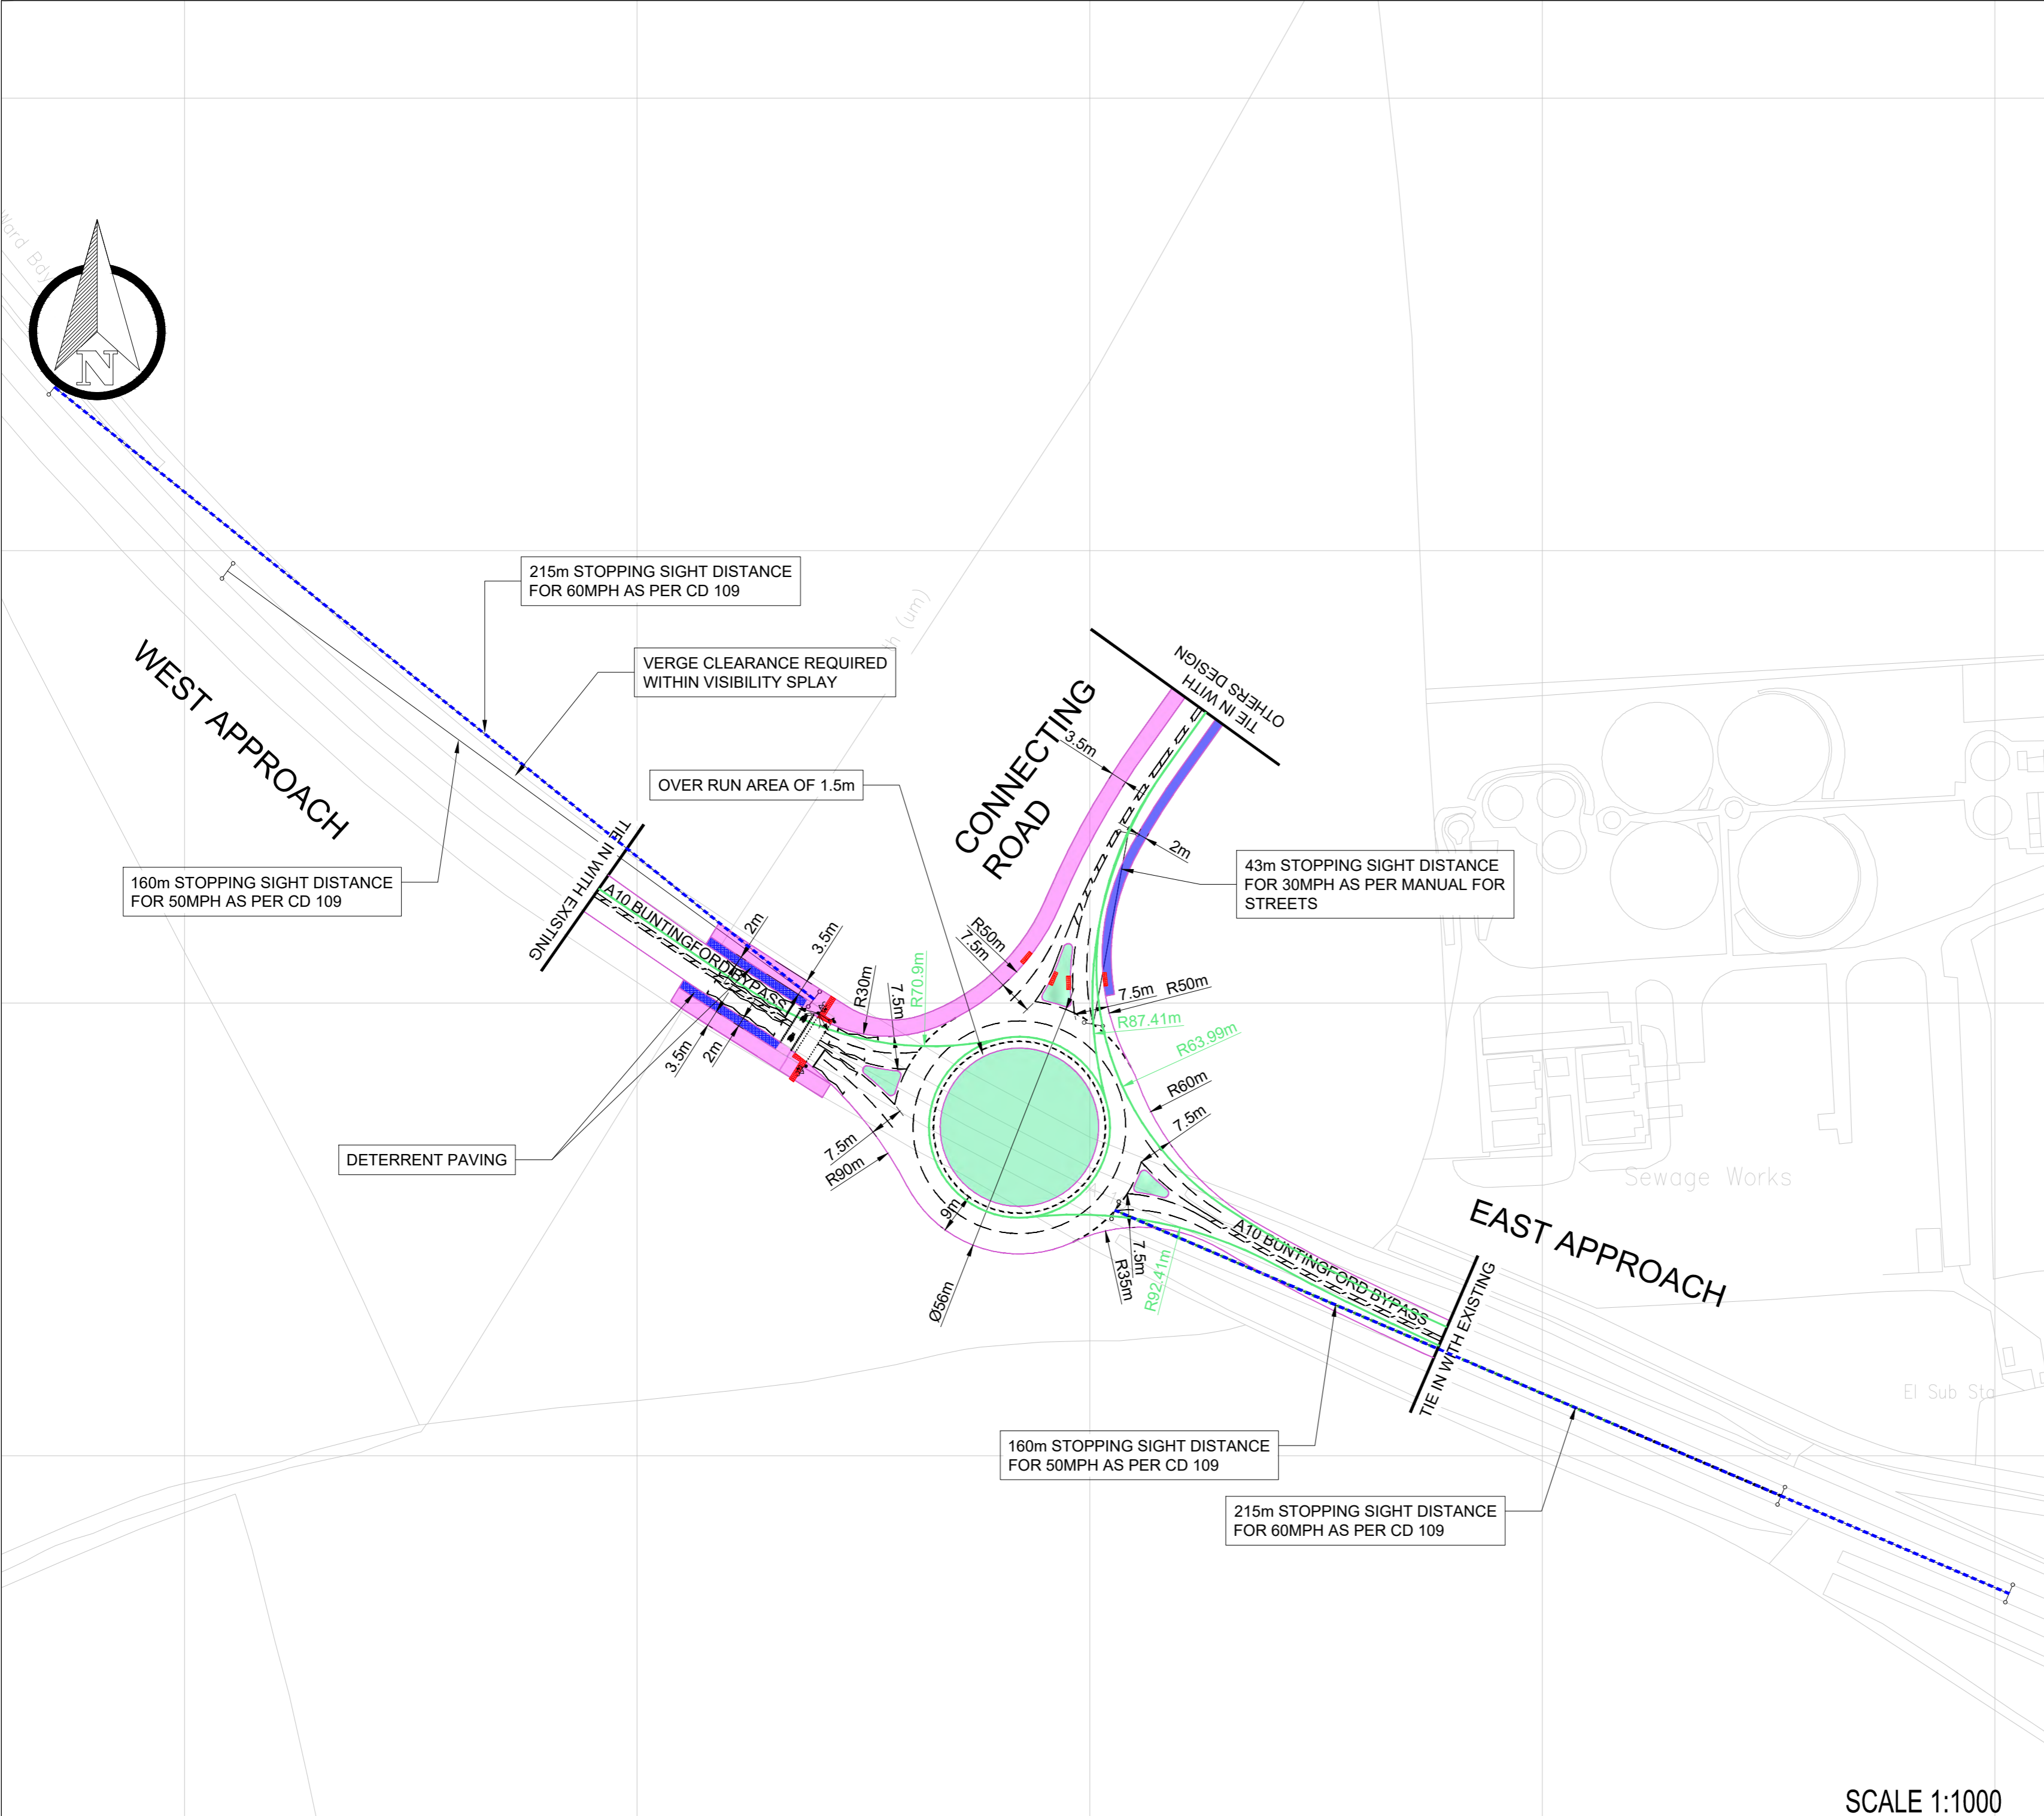 Ward Bdy
N
215m STOPPING SIGHT DISTANCE
FOR 60MPH AS PER CD 109
VERGE CLEARANCE REQUIRED
WITHIN VISIBILITY SPLAY
(um)
WEST APPROACH
OVER RUN AREA OF 1.5m
CONNECTING
ROAD
TIE IN WITH
OTHERS DESIGN
3.5m
2m
160m STOPPING SIGHT DISTANCE
FOR 50MPH AS PER CD 109
43m STOPPING SIGHT DISTANCE
FOR 30MPH AS PER MANUAL FOR
STREETS
TIE IN WITH EXISTING
A10 BUNTINGFORD BYPASS
2m
3.5m
R30m
7.5m
R70.9m
R50m
7.5m
7.5m
R50m
R87.41m
R63.99m
R60m
7.5m
3.5m
2m
DETERRENT PAVING
7.5m
R90m
9m
Ø56m
7.5m
R35m
R92.41m
A10 BUNTINGFORD BYPASS
Sewage Works
EAST APPROACH
TIE IN WITH EXISTING
El Sub Sta
160m STOPPING SIGHT DISTANCE
FOR 50MPH AS PER CD 109
215m STOPPING SIGHT DISTANCE
FOR 60MPH AS PER CD 109
SCALE 1:1000